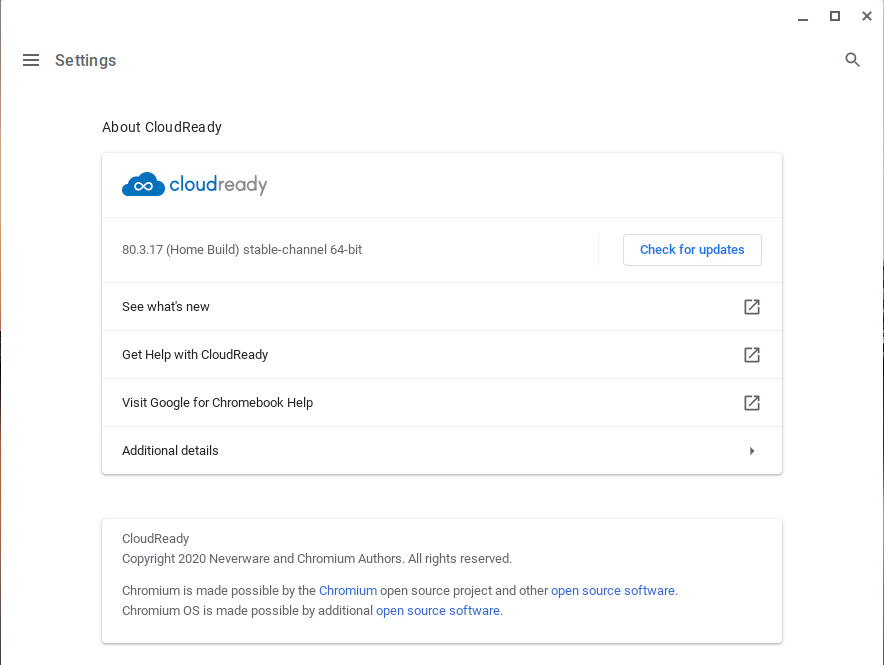 Settings
About CloudReady
cloudready
80.3.17 (Home Build) stable-channel 64-bit
Check for updates
See what's new
Get Help with CloudReady
Visit Google for Chromebook Help
Additional details
CloudReady
Copyright 2020 Neverware and Chromium Authors. All rights reserved.
Chromium is made possible by the Chromium open source project and other open source software.
Chromium OS is made possible by additional open source software.